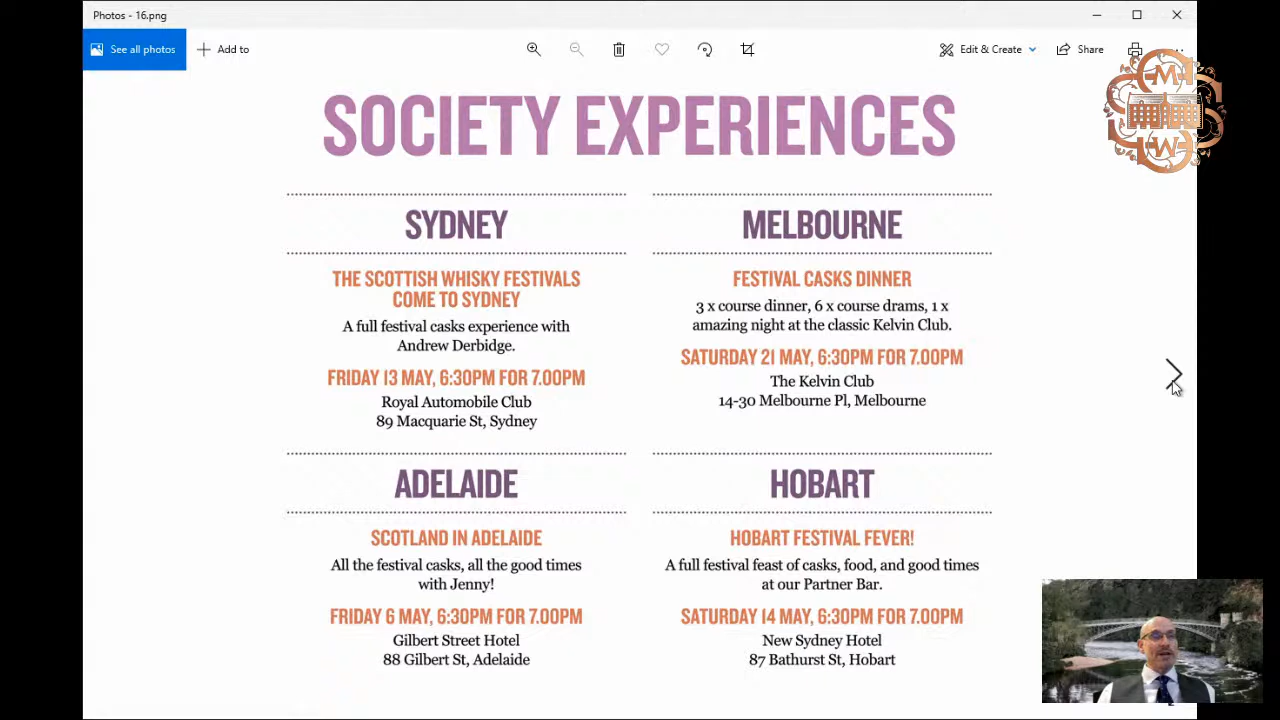 Photos - 16.png
See all photos
Add to
Edit & Create
Share
SOCIETY EXPERIENCES
SYDNEY
THE SCOTTISH WHISKY FESTIVALS
COME TO SYDNEY
A full festival casks experience with
Andrew Derbidge.
FRIDAY 13 MAY, 6:30PM FOR 7.00PM
Royal Automobile Club
89 Macquarie St, Sydney
MELBOURNE
FESTIVAL CASKS DINNER
3 x course dinner, 6 x course drams, 1 x
amazing night at the classic Kelvin Club.
SATURDAY 21 MAY, 6:30PM FOR 7.00PM
The Kelvin Club
14-30 Melbourne Pl, Melbourne
ADELAIDE
SCOTLAND IN ADELAIDE
All the festival casks, all the good times
with Jenny!
FRIDAY 6 MAY, 6:30PM FOR 7.00PM
Gilbert Street Hotel
88 Gilbert St, Adelaide
HOBART
HOBART FESTIVAL FEVER!
A full festival feast of casks, food, and good times
at our Partner Bar.
SATURDAY 14 MAY, 6:30PM FOR 7.00PM
New Sydney Hotel
87 Bathurst St, Hobart
M
W